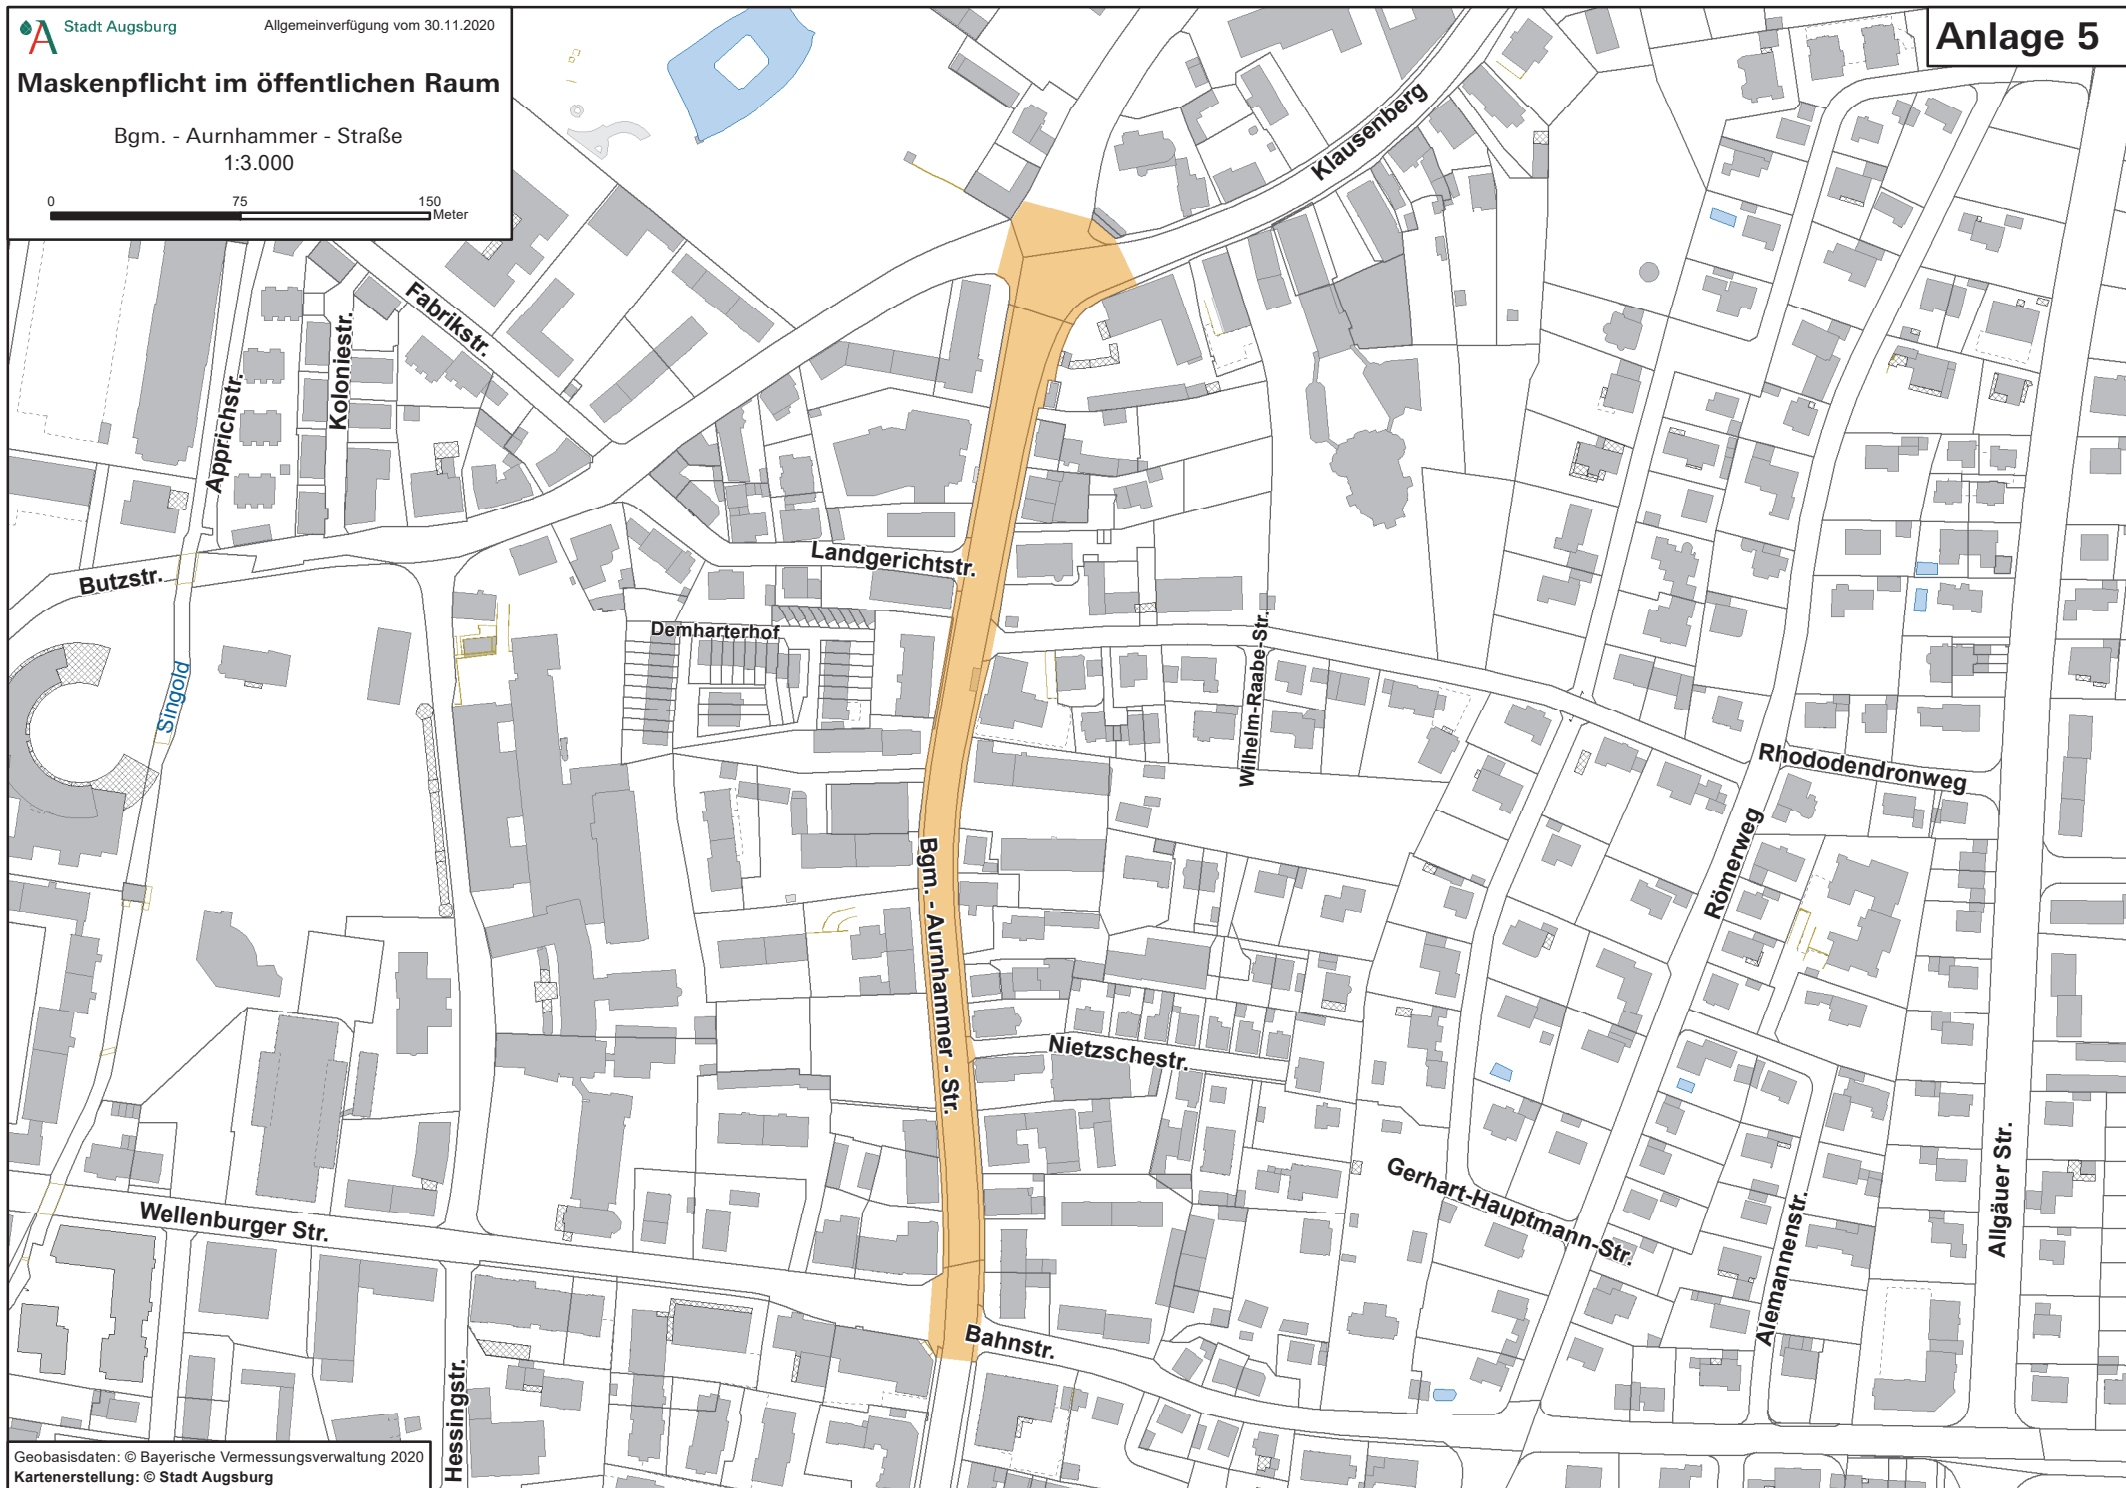 Stadt Augsburg
Allgemeinverfügung vom 30.11.2020
Maskenpflicht im öffentlichen Raum
Bgm. - Aurnhammer - Straße
1:3.000
0 75 150
Meter
Anlage 5
Klausenberg
Fabrikstr.
Koloniestr.
Apprichstr.
Landgerichtstr.
Butzstr.
Demharterhof
Singold
Wilhelm-Raabe-Str.
Rhododendronweg
Römerweg
Bgm. - Aurnhammer - Str.
Nietzschestr.
Gerhart-Hauptmann-Str.
Allgäuer Str.
Alemannenstr.
Wellenburger Str.
Bahnstr.
Hessingstr.
Geobasisdaten: © Bayerische Vermessungsverwaltung 2020
Kartenerstellung: © Stadt Augsburg